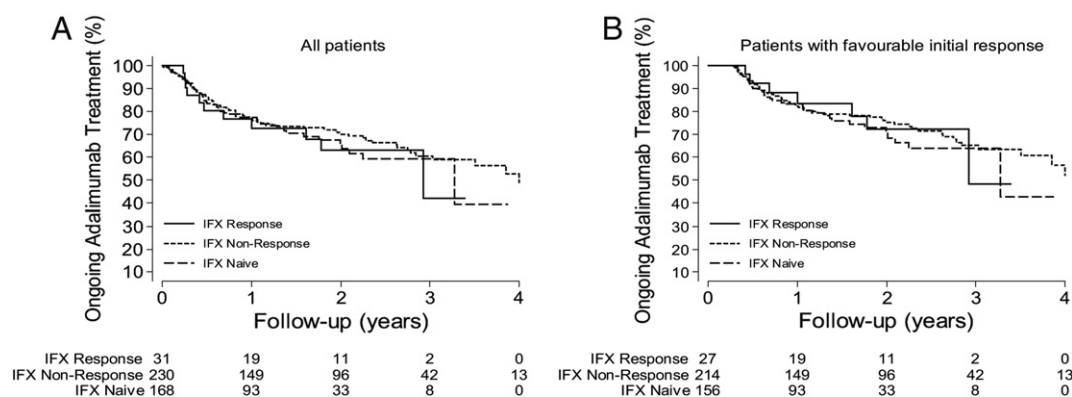 A
All patients
Ongoing Adalimumab Treatment (%)
100
90
80
70
60
50
40
30
20
10
IFX Response
IFX Non-Response
IFX Naive
0 1 2 3 4
Follow-up (years)
IFX Response 31 19 11 2 0
IFX Non-Response 230 149 96 42 13
IFX Naive 168 93 33 8 0
B
Patients with favourable initial response
Ongoing Adalimumab Treatment (%)
100
90
80
70
60
50
40
30
20
10
IFX Response
IFX Non-Response
IFX Naive
0 1 2 3 4
Follow-up (years)
IFX Response 27 19 11 2 0
IFX Non-Response 214 149 96 42 13
IFX Naive 156 93 33 8 0